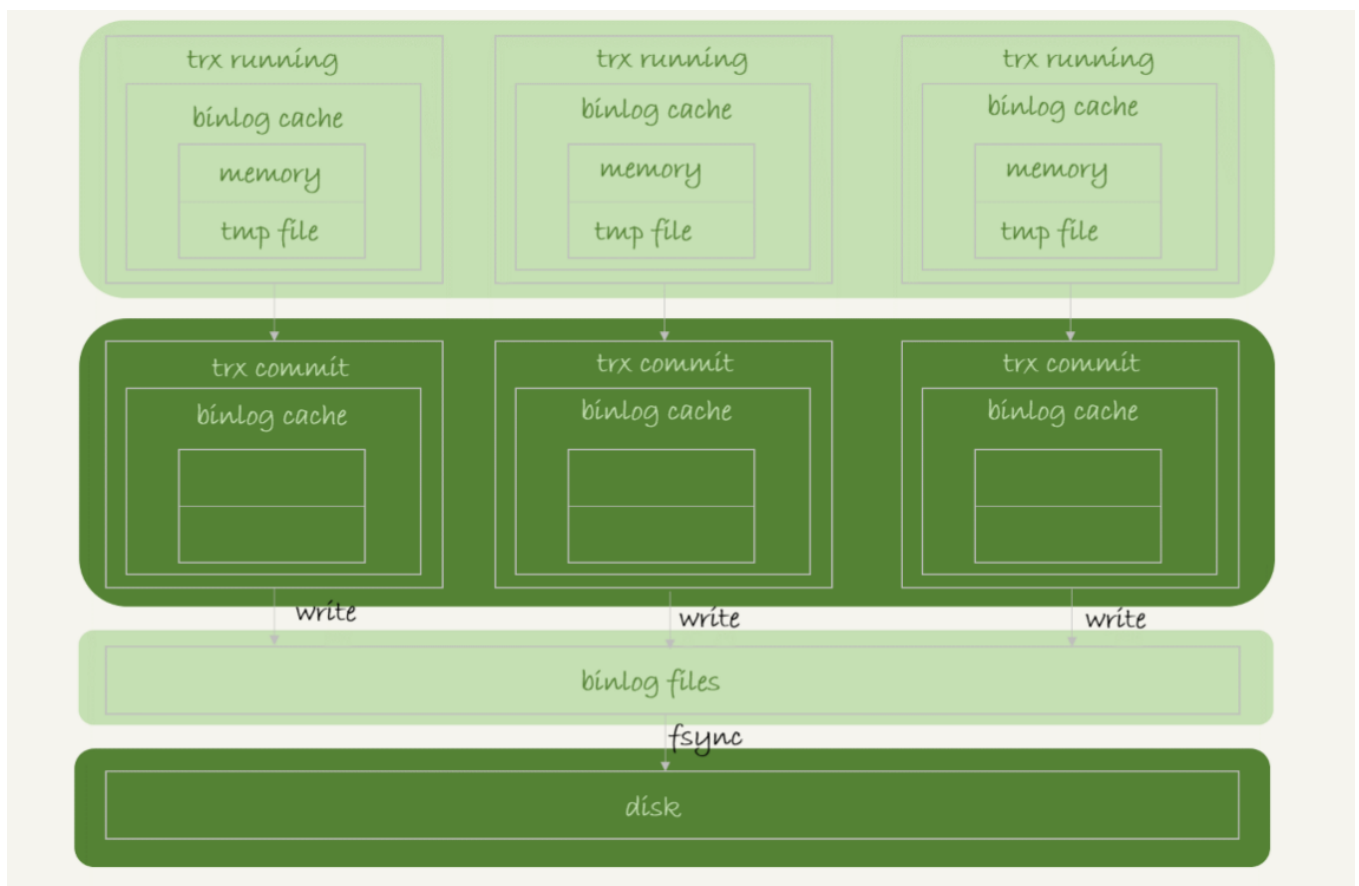 trx running
trx running
trx running
binlog cache
binlog cache
binlog cache
memory
memory
memory
tmp file
tmp file
tmp file
trx commit
trx commit
trx commit
binlog cache
binlog cache
binlog cache
write
write
write
binlog files
fsync
disk